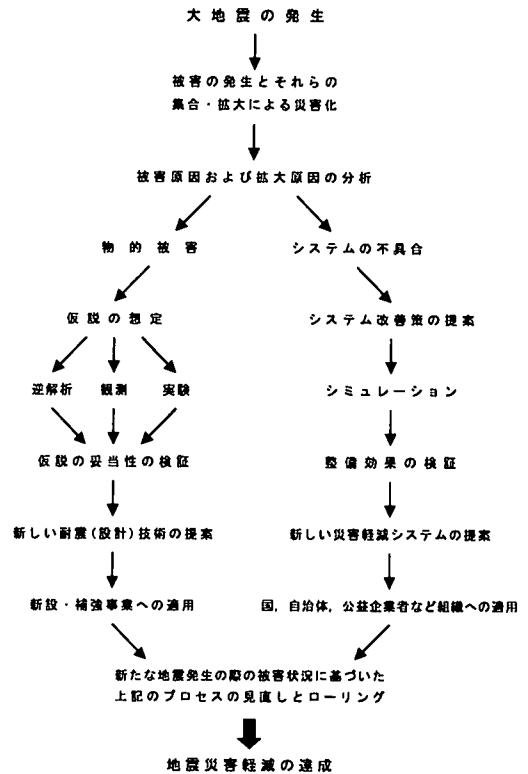 大地震の発生
被害の発生とそれらの
集合・拡大による災害化
被害原因および拡大原因の分析
物的被害
システムの不具合
仮説の想定
システム改善策の提案
逆解析 観測 実験
シミュレーション
仮説の妥当性の検証
整備効果の検証
新しい耐震(設計)技術の提案
新しい災害軽減システムの提案
新設・補強事業への適用
国,自治体,公益企業者など組織への適用
新たな地震発生の際の被害状況に基づいた
上記のプロセスの見直しとローリング
地震災害軽減の達成